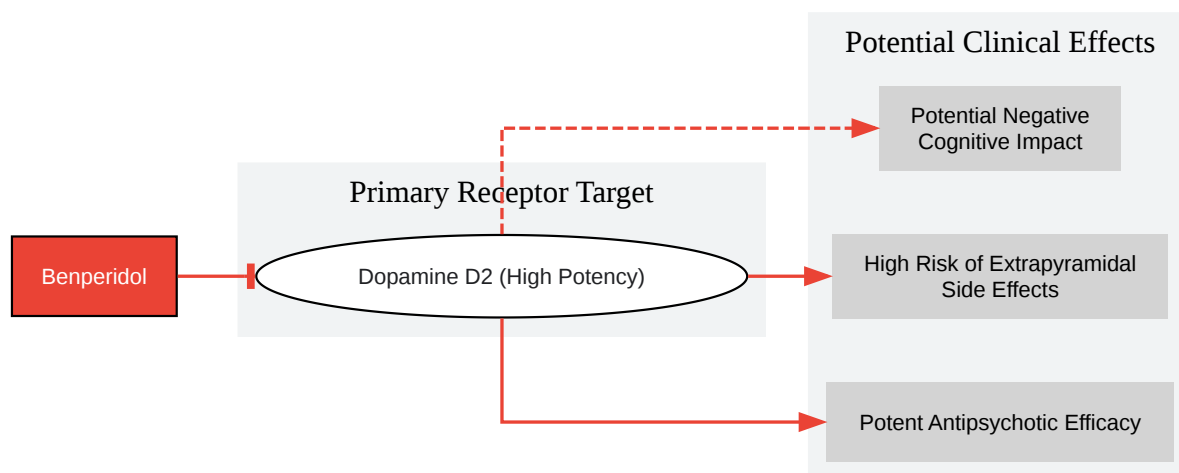 Potential Clinical Effects
Potential Negative
Cognitive Impact
Primary Receptor Target
Benperidol
Dopamine D2 (High Potency)
High Risk of Extrapyramidal
Side Effects
Potent Antipsychotic Efficacy